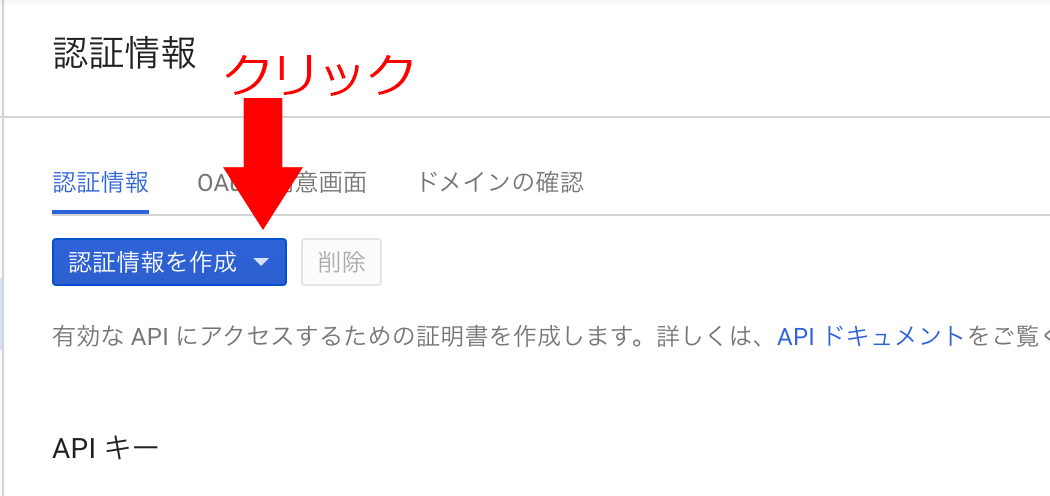 認証情報
クリック
認証情報
意画面
ドメインの確認
認証情報を作成
削除
有効な API にアクセスするための証明書を作成します。詳しくは、API ドキュメントをご覧
API キー